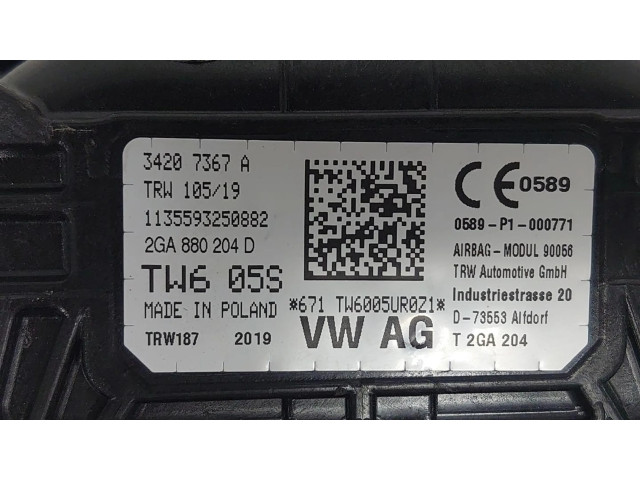 3420 7367 A
TRW 105/19
1135593250882
2GA 880 204 D
TW6 05S
MADE IN POLAND
TRW187 2019
*671 TW6005UR0Z1*
VW AG
CE 0589
0589-P1-000771
AIRBAG-MODUL 90056
TRW Automotive GmbH
Industriestrasse 20
D-73553 Alfdorf
T 2GA 204